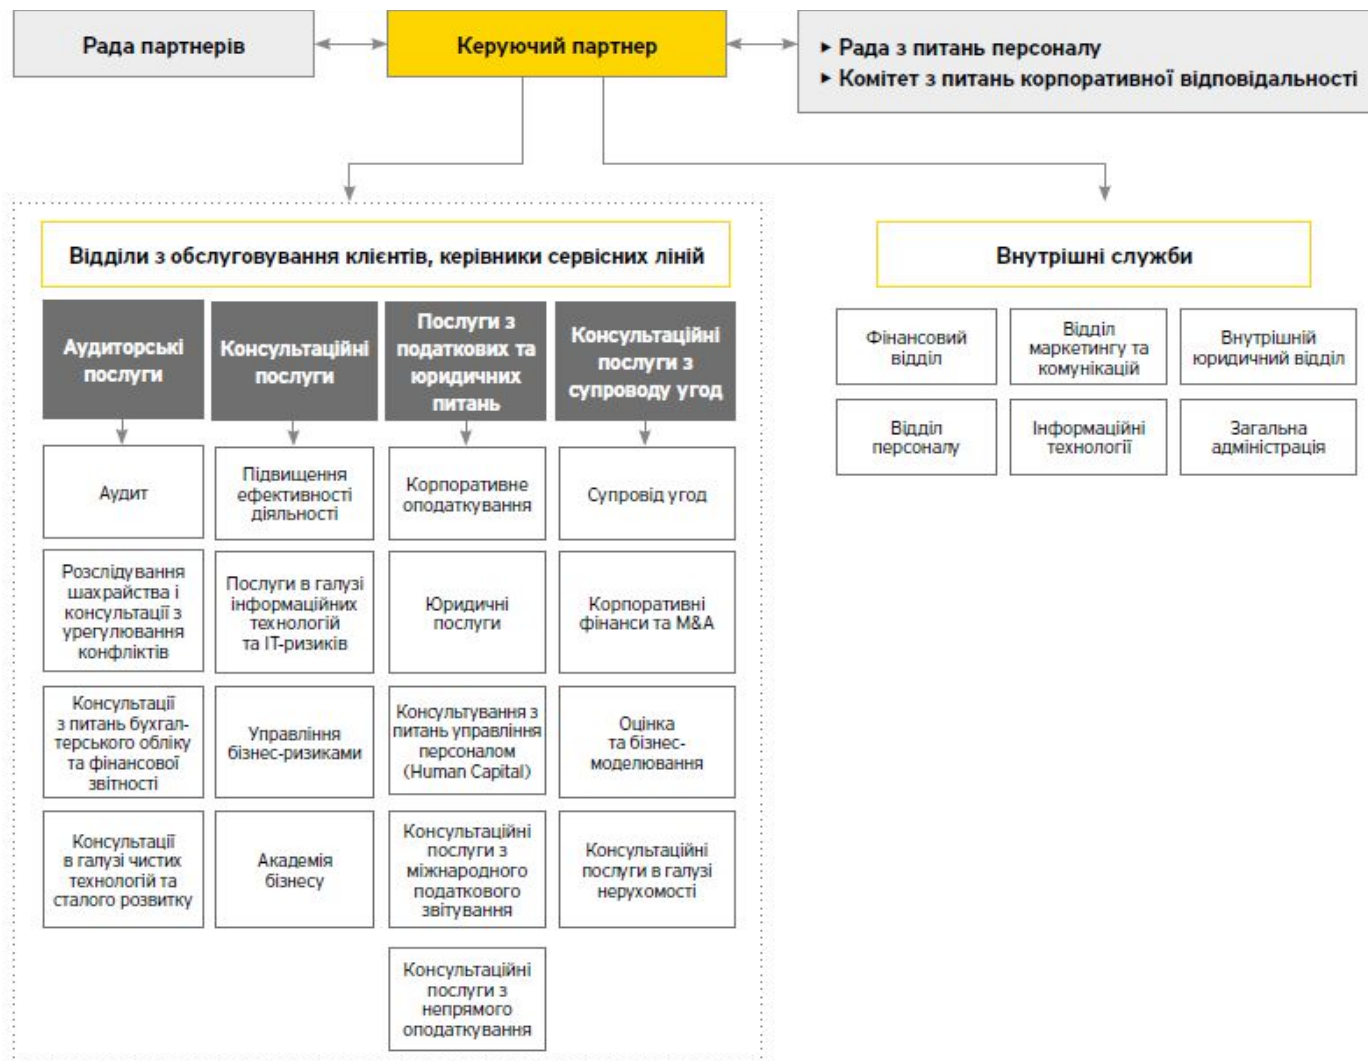 Рада партнерів
Керуючий партнер
▸ Рада з питань персоналу
▸ Комітет з питань корпоративної відповідальності
Відділи з обслуговування клієнтів, керівники сервісних ліній
Аудиторські
послуги
Аудит
Розслідування
шахрайства і
консультації з
урегулювання
конфліктів
Консультації
з питань бухгал-
терського обліку
та фінансової
звітності
Консультації
в галузі чистих
технологій та
сталого розвитку
Консультаційні
послуги
Підвищення
ефективності
діяльності
Послуги в галузі
інформаційних
технологій
та ІТ-ризиків
Управління
бізнес-ризиками
Академія
бізнесу
Послуги з
податкових та
юридичних
питань
Корпоративне
оподаткування
Юридичні
послуги
Консультування з
питань управління
персоналом
(Human Capital)
Консультаційні
послуги з
міжнародного
податкового
звітування
Консультаційні
послуги з
непрямого
оподаткування
Консультаційні
послуги з
супроводу угод
Супровід угод
Корпоративні
фінанси та M&A
Оцінка
та бізнес-
моделювання
Консультаційні
послуги в галузі
нерухомості
Внутрішні служби
Фінансовий
відділ
Відділ
маркетингу та
комунікацій
Внутрішній
юридичний відділ
Відділ
персоналу
Інформаційні
технології
Загальна
адміністрація